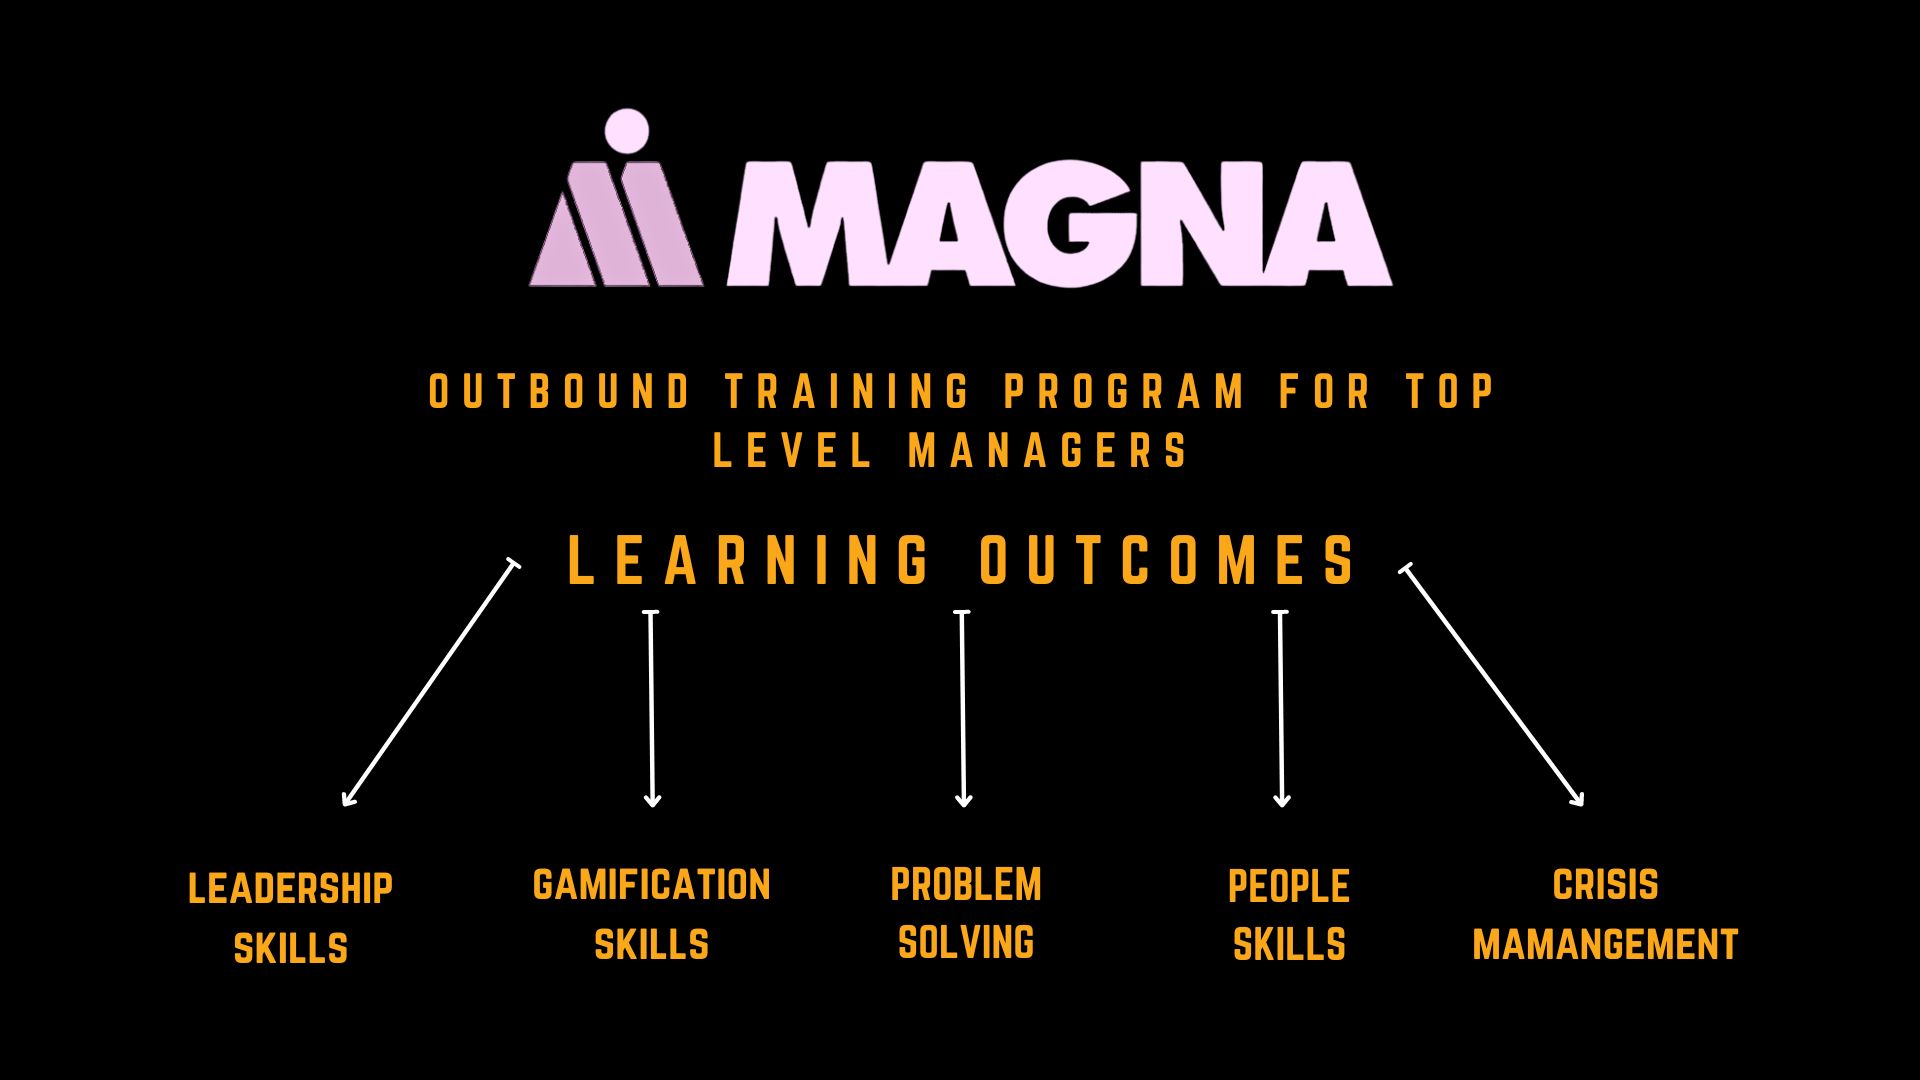 MAGNA
OUTBOUND TRAINING PROGRAM FOR TOP
LEVEL MANAGERS
LEARNING OUTCOMES
LEADERSHIP
SKILLS
GAMIFICATION
SKILLS
PROBLEM
SOLVING
PEOPLE
SKILLS
CRISIS
MAMANGEMENT